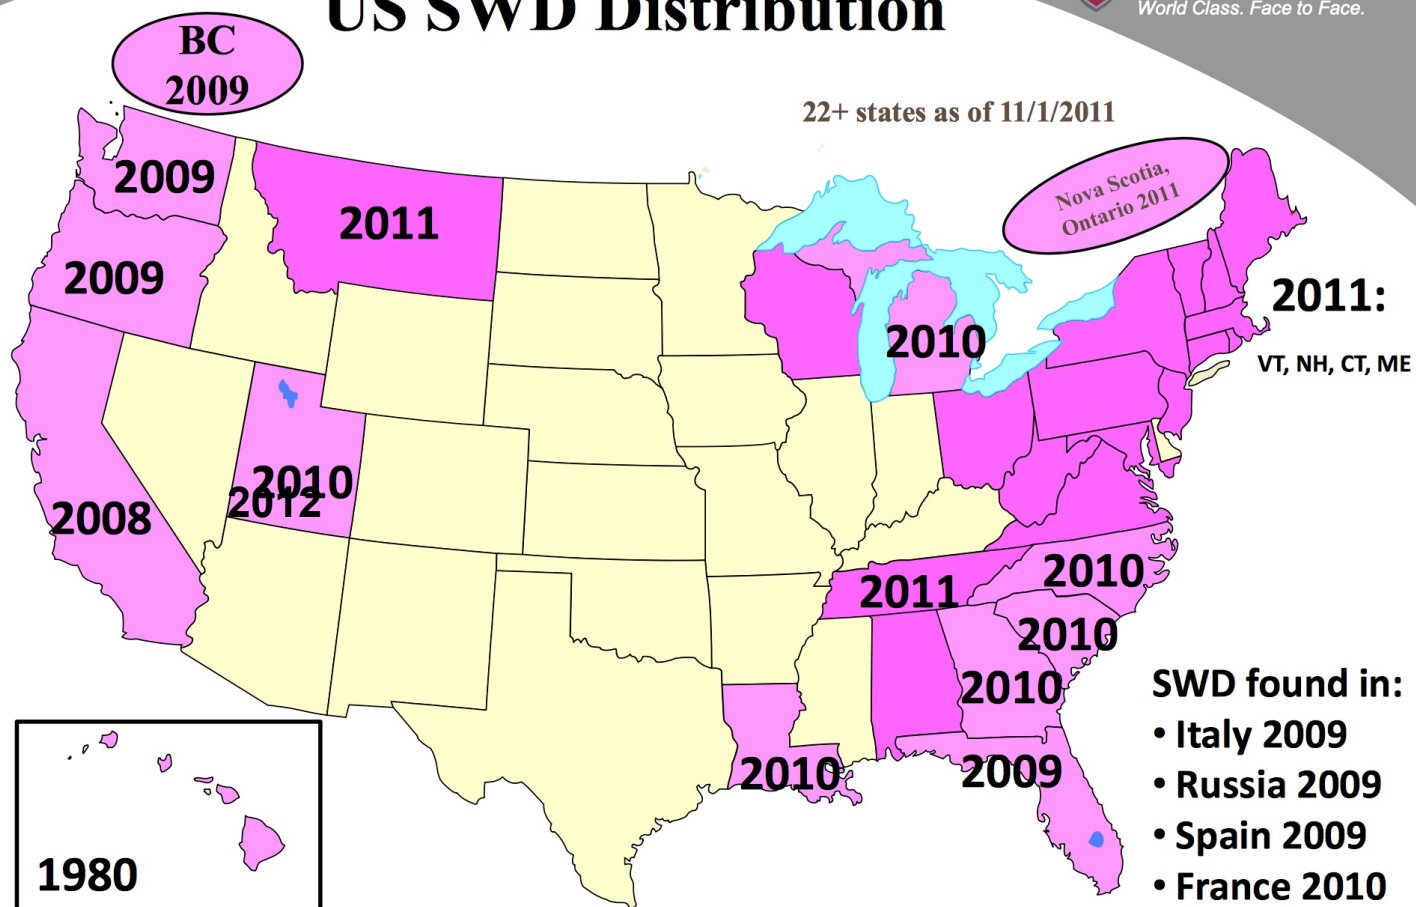 US SWD Distribution
World Class. Face to Face.
BC
2009
22+ states as of 11/1/2011
Nova Scotia,
Ontario 2011
2009
2011
2009
2011:
VT, NH, CT, ME
2010
2010
2012
2008
2010
2011
2010
2010
2010
2009
1980
SWD found in:
• Italy 2009
• Russia 2009
• Spain 2009
• France 2010